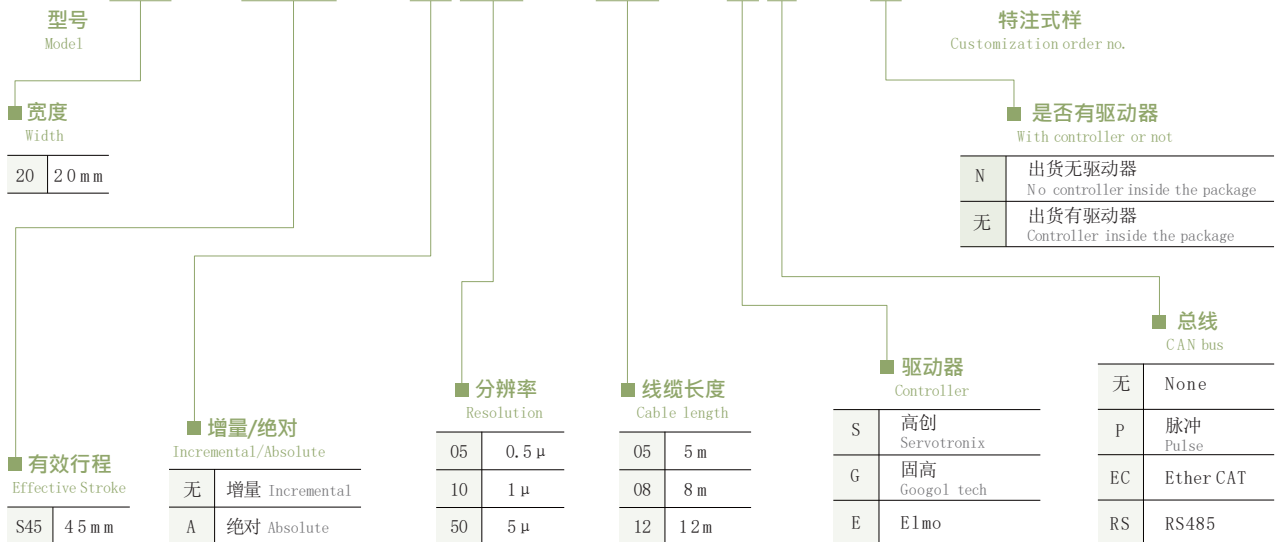 型号
Model
特注式样
Customization order no.
宽度
Width
20 20mm
是否有驱动器
With controller or not
N 出货无驱动器
No controller inside the package
无 出货有驱动器
Controller inside the package
总线
CAN bus
无 None
P 脉冲
Pulse
EC Ether CAT
RS RS485
驱动器
Controller
S 高创
Servotronix
G 固高
Googol tech
E Elmo
分辨率
Resolution
05 0.5μ
10 1μ
50 5μ
线缆长度
Cable length
05 5m
08 8m
12 12m
增量/绝对
Incremental/Absolute
无 增量 Incremental
A 绝对 Absolute
有效行程
Effective Stroke
S45 45mm